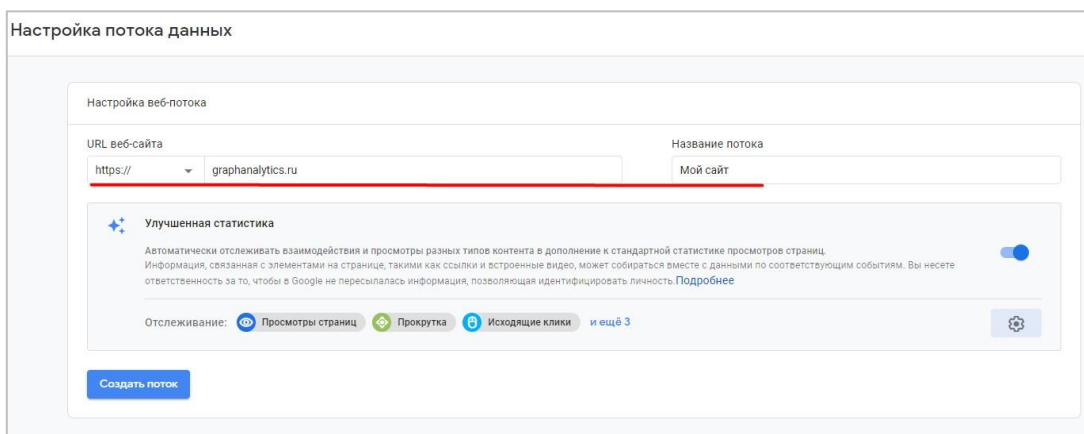 Настройка потока данных
Настройка веб-потока
URL веб-сайта
Название потока
https://
graphanalytics.ru
Мой сайт
Улучшенная статистика
Автоматически отслеживать взаимодействия и просмотры разных типов контента в дополнение к стандартной статистике просмотров страниц.
Информация, связанная с элементами на странице, такими как ссылки и встроенные видео, может собираться вместе с данными по соответствующим событиям. Вы несете
ответственность за то, чтобы в Google не пересылалась информация, позволяющая идентифицировать личность.Подробнее
Отслеживание: Просмотры страниц Прокрутка Исходящие клики и ещё 3
Создать поток